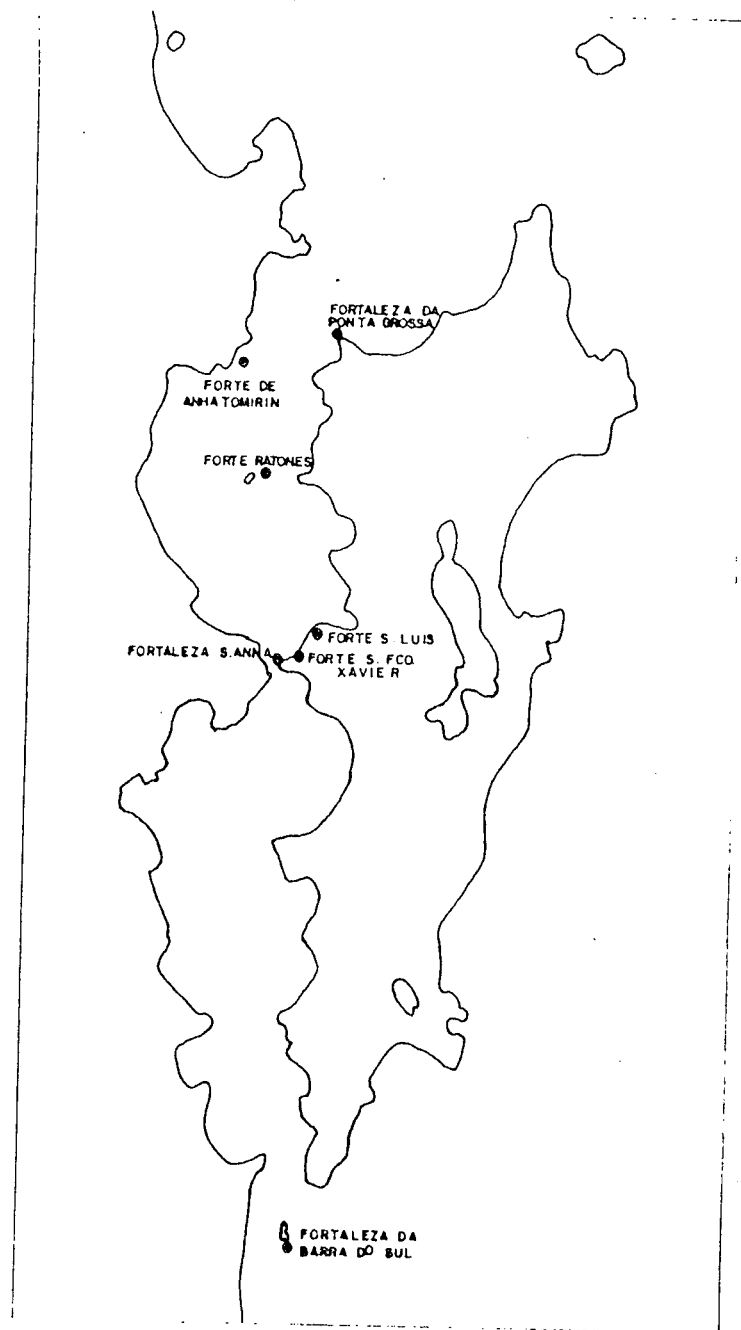 FORTALEZA DA
PONTA GROSSA
FORTE DE
ANHATOMIRIN
FORTE RATONES
FORTE S. LUIS
FORTALEZA S. ANNA
FORTE S. FCO.
XAVIER
FORTALEZA DA
BARRA DO SUL